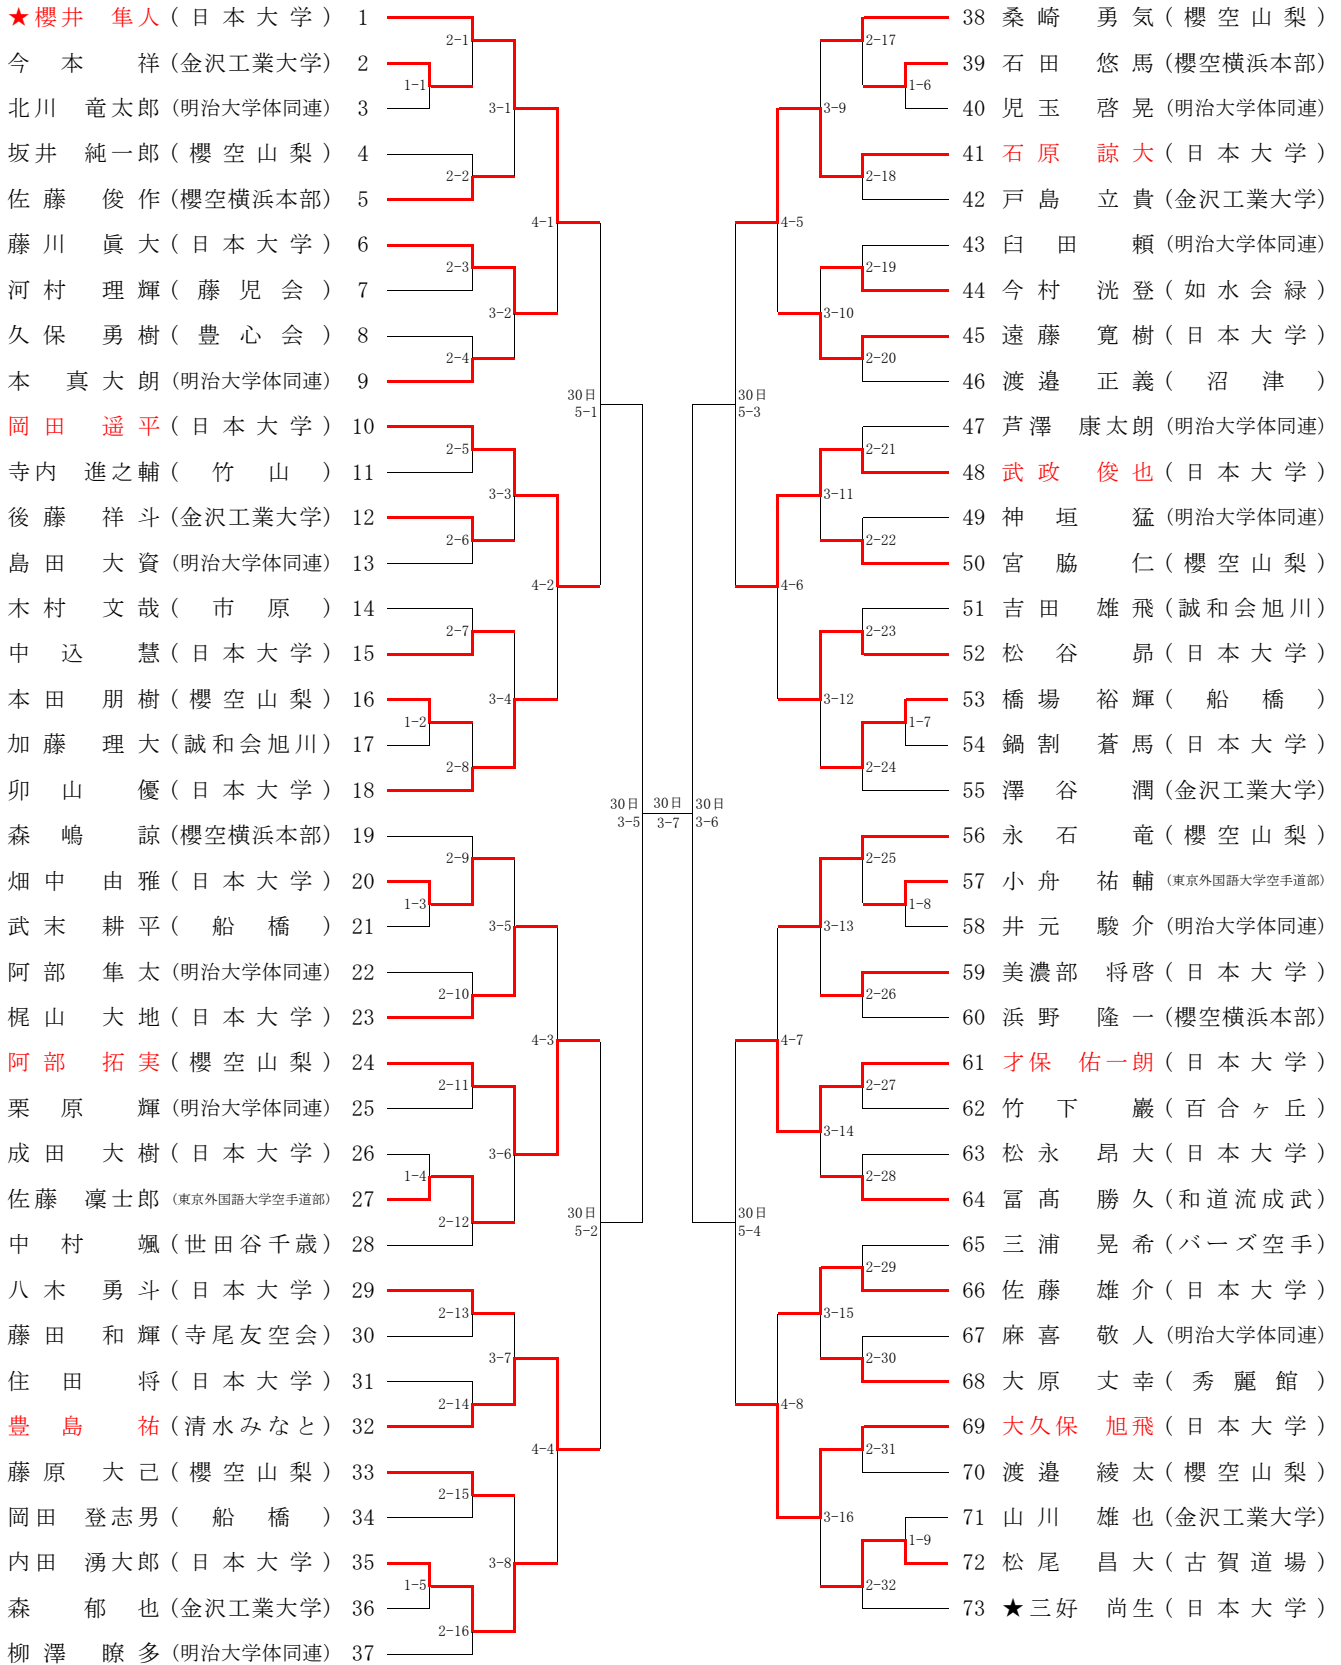 ★櫻井 隼人 (日本大学) 1
今本 祥 (金沢工業大学) 2
北川 竜太郎 (明治大学体同連) 3
坂井 純一郎 (櫻空山梨) 4
佐藤 俊作 (櫻空横浜本部) 5
藤川 眞大 (日本大学) 6
河村 理輝 (藤児会) 7
久保 勇樹 (豊心会) 8
本 真大朗 (明治大学体同連) 9
岡田 遥平 (日本大学) 10
寺内 進之輔 (竹山) 11
後藤 祥斗 (金沢工業大学) 12
島田 大資 (明治大学体同連) 13
木村 文哉 (市原) 14
中込 慧 (日本大学) 15
本田 朋樹 (櫻空山梨) 16
加藤 理大 (誠和会旭川) 17
卯山 優 (日本大学) 18
森嶋 諒 (櫻空横浜本部) 19
畑中 由雅 (日本大学) 20
武末 耕平 (船橋) 21
阿部 隼太 (明治大学体同連) 22
梶山 大地 (日本大学) 23
阿部 拓実 (櫻空山梨) 24
栗原 輝 (明治大学体同連) 25
成田 大樹 (日本大学) 26
佐藤 凜士郎 (東京外国語大学空手道部) 27
中村 颯 (世田谷千歳) 28
八木 勇斗 (日本大学) 29
藤田 和輝 (寺尾友空会) 30
住田 将 (日本大学) 31
豊島 祐 (清水みなと) 32
藤原 大己 (櫻空山梨) 33
岡田 登志男 (船橋) 34
内田 湧大郎 (日本大学) 35
森 郁也 (金沢工業大学) 36
柳澤 瞭多 (明治大学体同連) 37
1-1
1-2
1-3
1-4
1-5
2-1
2-2
2-3
2-4
2-5
2-6
2-7
2-8
2-9
2-10
2-11
2-12
2-13
2-14
2-15
2-16
3-1
3-2
3-3
3-4
3-5
3-6
3-7
3-8
4-1
4-2
4-3
4-4
30日
5-1
30日
5-2
30日
3-5
30日
3-7
30日
3-6
30日
5-3
30日
5-4
4-5
4-6
4-7
4-8
3-9
3-10
3-11
3-12
3-13
3-14
3-15
3-16
2-17
2-18
2-19
2-20
2-21
2-22
2-23
2-24
2-25
2-26
2-27
2-28
2-29
2-30
2-31
2-32
1-6
1-7
1-8
1-9
38 桑崎 勇気 (櫻空山梨)
39 石田 悠馬 (櫻空横浜本部)
40 児玉 啓晃 (明治大学体同連)
41 石原 諒大 (日本大学)
42 戸島 立貴 (金沢工業大学)
43 臼田 頼 (明治大学体同連)
44 今村 洸登 (如水会緑)
45 遠藤 寛樹 (日本大学)
46 渡邉 正義 (沼津)
47 芦澤 康太朗 (明治大学体同連)
48 武政 俊也 (日本大学)
49 神垣 猛 (明治大学体同連)
50 宮脇 仁 (櫻空山梨)
51 吉田 雄飛 (誠和会旭川)
52 松谷 昴 (日本大学)
53 橋場 裕輝 (船橋)
54 鍋割 蒼馬 (日本大学)
55 澤谷 潤 (金沢工業大学)
56 永石 竜 (櫻空山梨)
57 小舟 祐輔 (東京外国語大学空手道部)
58 井元 駿介 (明治大学体同連)
59 美濃部 将啓 (日本大学)
60 浜野 隆一 (櫻空横浜本部)
61 才保 佑一朗 (日本大学)
62 竹下 巖 (百合ヶ丘)
63 松永 昂大 (日本大学)
64 冨髙 勝久 (和道流成武)
65 三浦 晃希 (バーズ空手)
66 佐藤 雄介 (日本大学)
67 麻喜 敬人 (明治大学体同連)
68 大原 丈幸 (秀麗館)
69 大久保 旭飛 (日本大学)
70 渡邉 綾太 (櫻空山梨)
71 山川 雄也 (金沢工業大学)
72 松尾 昌大 (古賀道場)
73 ★三好 尚生 (日本大学)